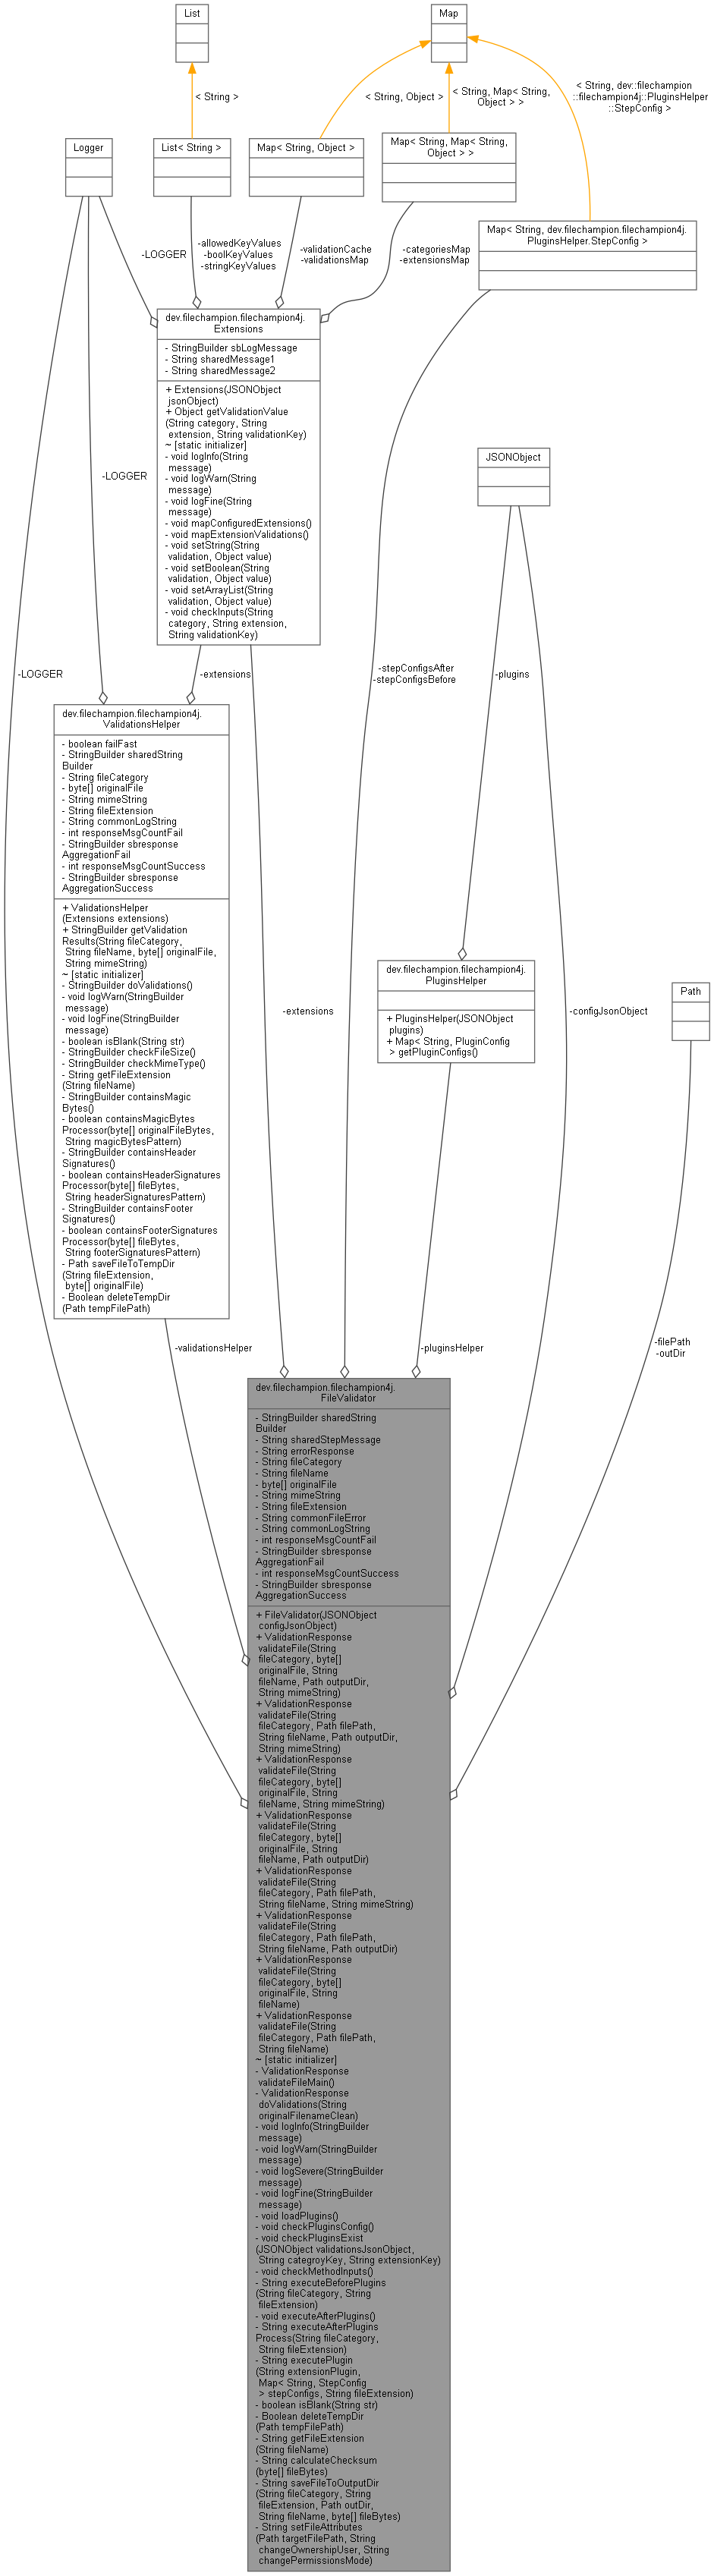 List
Map
< String >
< String, Object >
< String, Map< String,
Object > >
< String, dev::filechampion
::filechampion4j::PluginsHelper
::StepConfig >
Logger
List< String >
Map< String, Object >
Map< String, Map< String,
Object > >
Map< String, dev.filechampion.filechampion4j.
PluginsHelper.StepConfig >
-LOGGER
-allowedKeyValues
-boolKeyValues
-stringKeyValues
-validationCache
-validationsMap
-categoriesMap
-extensionsMap
dev.filechampion.filechampion4j.
Extensions
- StringBuilder sbLogMessage
- String sharedMessage1
- String sharedMessage2
+ Extensions(JSONObject
jsonObject)
+ Object getValidationValue
(String category, String
extension, String validationKey)
~ [static initializer]
- void logInfo(String
message)
- void logWarn(String
message)
- void logFine(String
message)
- void mapConfiguredExtensions()
- void mapExtensionValidations()
- void setString(String
validation, Object value)
- void setBoolean(String
validation, Object value)
- void setArrayList(String
validation, Object value)
- void checkInputs(String
category, String extension,
String validationKey)
JSONObject
-LOGGER
-LOGGER
-extensions
-stepConfigsAfter
-stepConfigsBefore
-plugins
dev.filechampion.filechampion4j.
ValidationsHelper
- boolean failFast
- StringBuilder sharedString
Builder
- String fileCategory
- byte[] originalFile
- String mimeString
- String fileExtension
- String commonLogString
- int responseMsgCountFail
- StringBuilder sbresponse
AggregationFail
- int responseMsgCountSuccess
- StringBuilder sbresponse
AggregationSuccess
+ ValidationsHelper
(Extensions extensions)
+ StringBuilder getValidation
Results(String fileCategory,
String fileName, byte[] originalFile,
String mimeString)
~ [static initializer]
- StringBuilder doValidations()
- void logWarn(StringBuilder
message)
- void logFine(StringBuilder
message)
- boolean isBlank(String str)
- StringBuilder checkFileSize()
- StringBuilder checkMimeType()
- String getFileExtension
(String fileName)
- StringBuilder containsMagic
Bytes()
- boolean containsMagicBytes
Processor(byte[] originalFileBytes,
String magicBytesPattern)
- StringBuilder containsHeader
Signatures()
- boolean containsHeaderSignatures
Processor(byte[] fileBytes,
String headerSignaturesPattern)
- StringBuilder containsFooter
Signatures()
- boolean containsFooterSignatures
Processor(byte[] fileBytes,
String footerSignaturesPattern)
- Path saveFileToTempDir
(String fileExtension,
byte[] originalFile)
- Boolean deleteTempDir
(Path tempFilePath)
dev.filechampion.filechampion4j.
PluginsHelper
+ PluginsHelper(JSONObject
plugins)
+ Map< String, PluginConfig
> getPluginConfigs()
Path
-extensions
-configJsonObject
-validationsHelper
-pluginsHelper
-filePath
-outDir
dev.filechampion.filechampion4j.
FileValidator
- StringBuilder sharedString
Builder
- String sharedStepMessage
- String errorResponse
- String fileCategory
- String fileName
- byte[] originalFile
- String mimeString
- String fileExtension
- String commonFileError
- String commonLogString
- int responseMsgCountFail
- StringBuilder sbresponse
AggregationFail
- int responseMsgCountSuccess
- StringBuilder sbresponse
AggregationSuccess
+ FileValidator(JSONObject
configJsonObject)
+ ValidationResponse
validateFile(String
fileCategory, byte[]
originalFile, String
fileName, Path outputDir,
String mimeString)
+ ValidationResponse
validateFile(String
fileCategory, Path filePath,
String fileName, Path outputDir,
String mimeString)
+ ValidationResponse
validateFile(String
fileCategory, byte[]
originalFile, String
fileName, String mimeString)
+ ValidationResponse
validateFile(String
fileCategory, byte[]
originalFile, String
fileName, Path outputDir)
+ ValidationResponse
validateFile(String
fileCategory, Path filePath,
String fileName, String mimeString)
+ ValidationResponse
validateFile(String
fileCategory, Path filePath,
String fileName, Path outputDir)
+ ValidationResponse
validateFile(String
fileCategory, byte[]
originalFile, String
fileName)
+ ValidationResponse
validateFile(String
fileCategory, Path filePath,
String fileName)
~ [static initializer]
- ValidationResponse
validateFileMain()
- ValidationResponse
doValidations(String
originalFilenameClean)
- void logInfo(StringBuilder
message)
- void logWarn(StringBuilder
message)
- void logSevere(StringBuilder
message)
- void logFine(StringBuilder
message)
- void loadPlugins()
- void checkPluginsConfig()
- void checkPluginsExist
(JSONObject validationsJsonObject,
String categroyKey, String extensionKey)
- void checkMethodInputs()
- String executeBeforePlugins
(String fileCategory, String
fileExtension)
- void executeAfterPlugins()
- String executeAfterPlugins
Process(String fileCategory,
String fileExtension)
- String executePlugin
(String extensionPlugin,
Map< String, StepConfig
> stepConfigs, String fileExtension)
- boolean isBlank(String str)
- Boolean deleteTempDir
(Path tempFilePath)
- String getFileExtension
(String fileName)
- String calculateChecksum
(byte[] fileBytes)
- String saveFileToOutputDir
(String fileCategory, String
fileExtension, Path outDir,
String fileName, byte[] fileBytes)
- String setFileAttributes
(Path targetFilePath, String
changeOwnershipUser, String
changePermissionsMode)